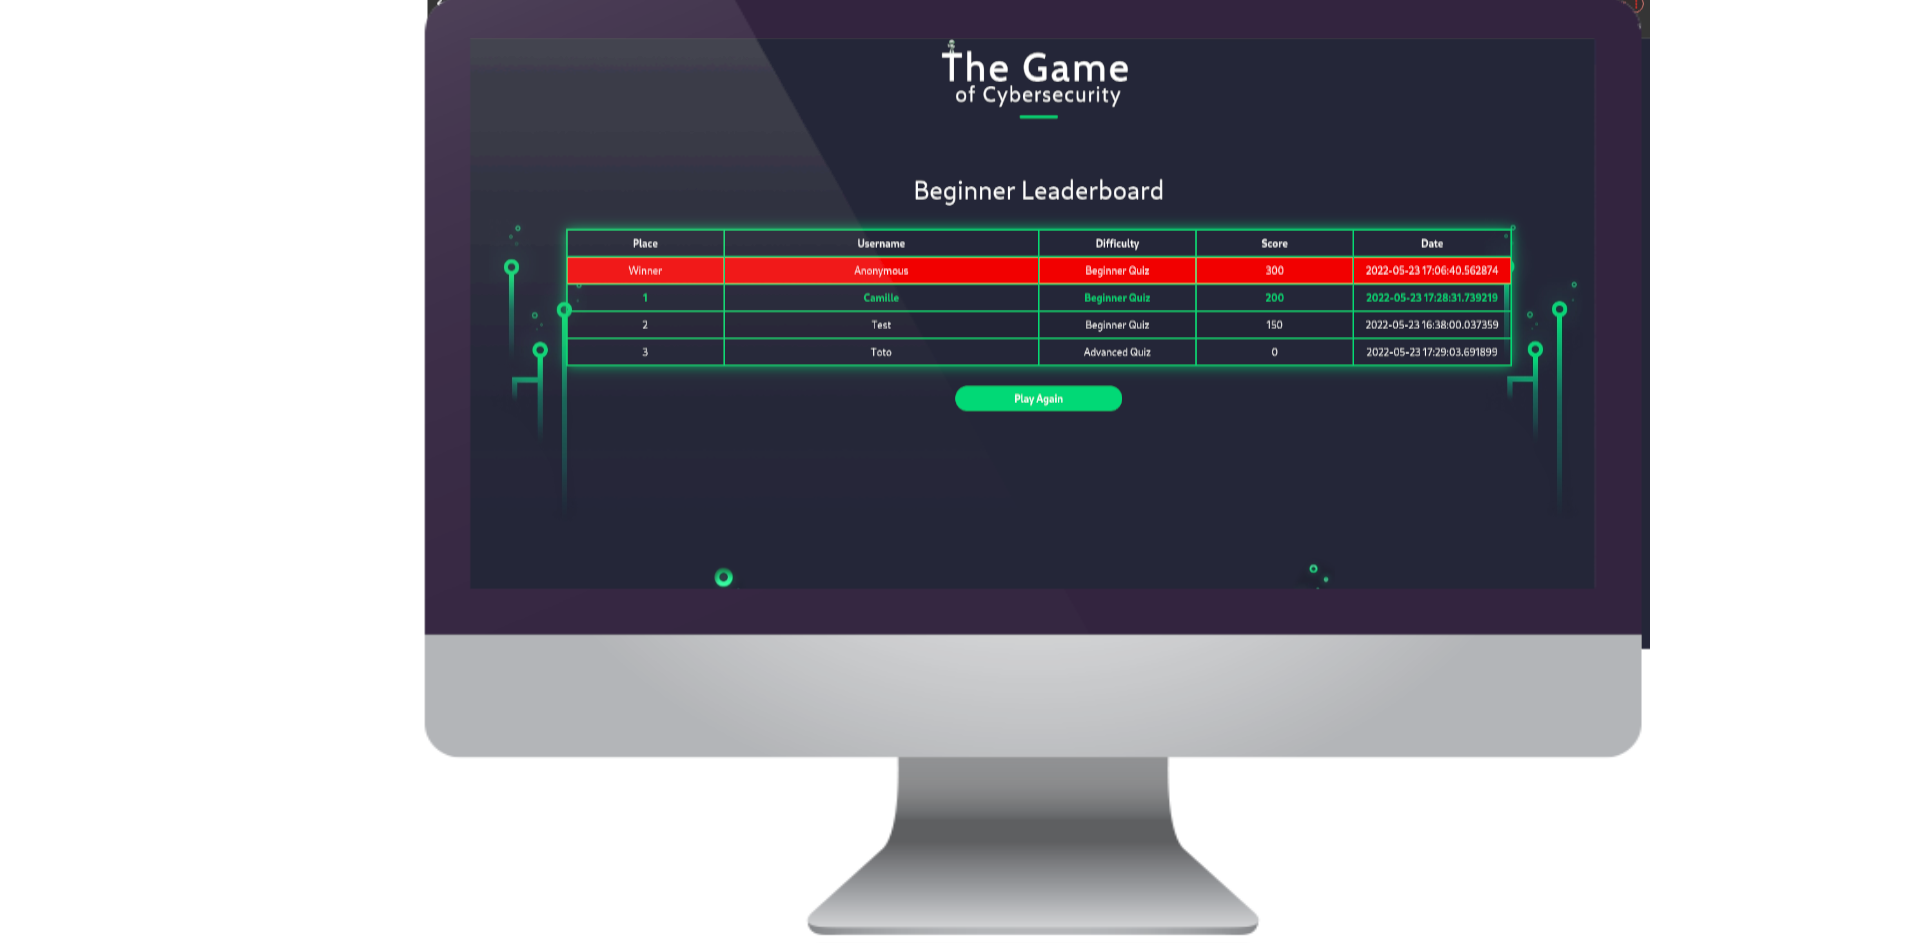 The Game
of Cybersecurity
Beginner Leaderboard
Place Username Difficulty Score Date
Winner Anonymous Beginner Quiz 300 2022-05-23 17:06:40.562874
1 Camille Beginner Quiz 200 2022-05-23 17:28:31.739219
2 Test Beginner Quiz 150 2022-05-23 16:38:00.037359
3 Toto Advanced Quiz 0 2022-05-23 17:29:03.691899
Play Again